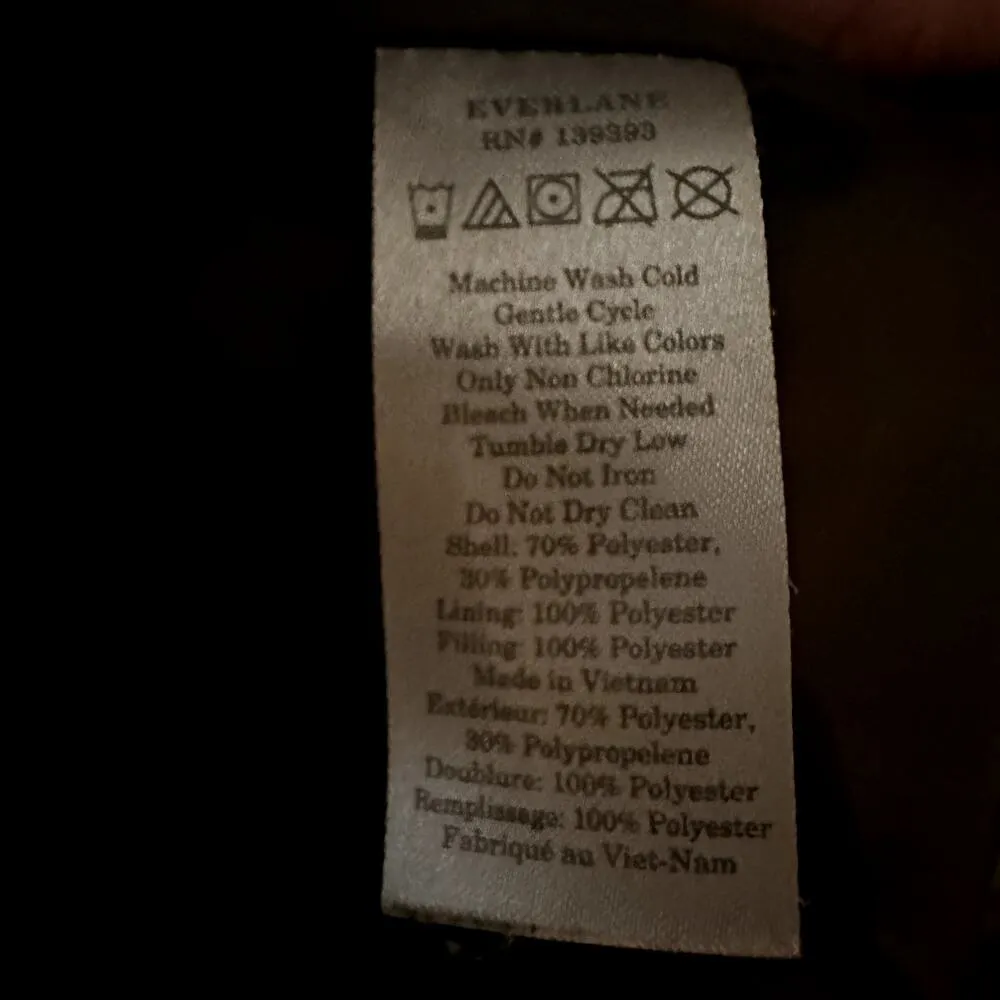 EVERLANE
RN# 139393
Machine Wash Cold
Gentle Cycle
Wash With Like Colors
Only Non Chlorine
Bleach When Needed
Tumble Dry Low
Do Not Iron
Do Not Dry Clean
Shell: 70% Polyester,
30% Polypropelene
Lining: 100% Polyester
Filling: 100% Polyester
Made in Vietnam
Extérieur: 70% Polyester,
30% Polypropelene
Doublure: 100% Polyester
Remplissage: 100% Polyester
Fabriqué au Viet-Nam